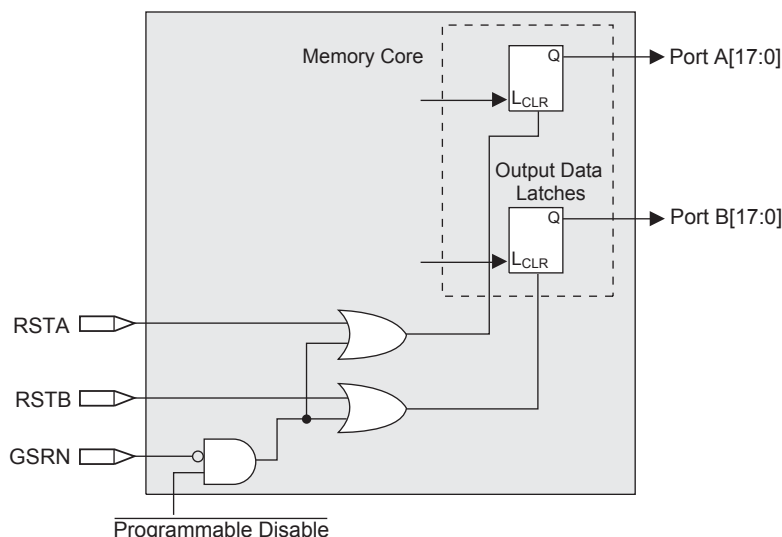 Memory Core
Q
Port A[17:0]
LCLR
Output Data
Latches
Q
Port B[17:0]
LCLR
RSTA
RSTB
GSRN
Programmable Disable